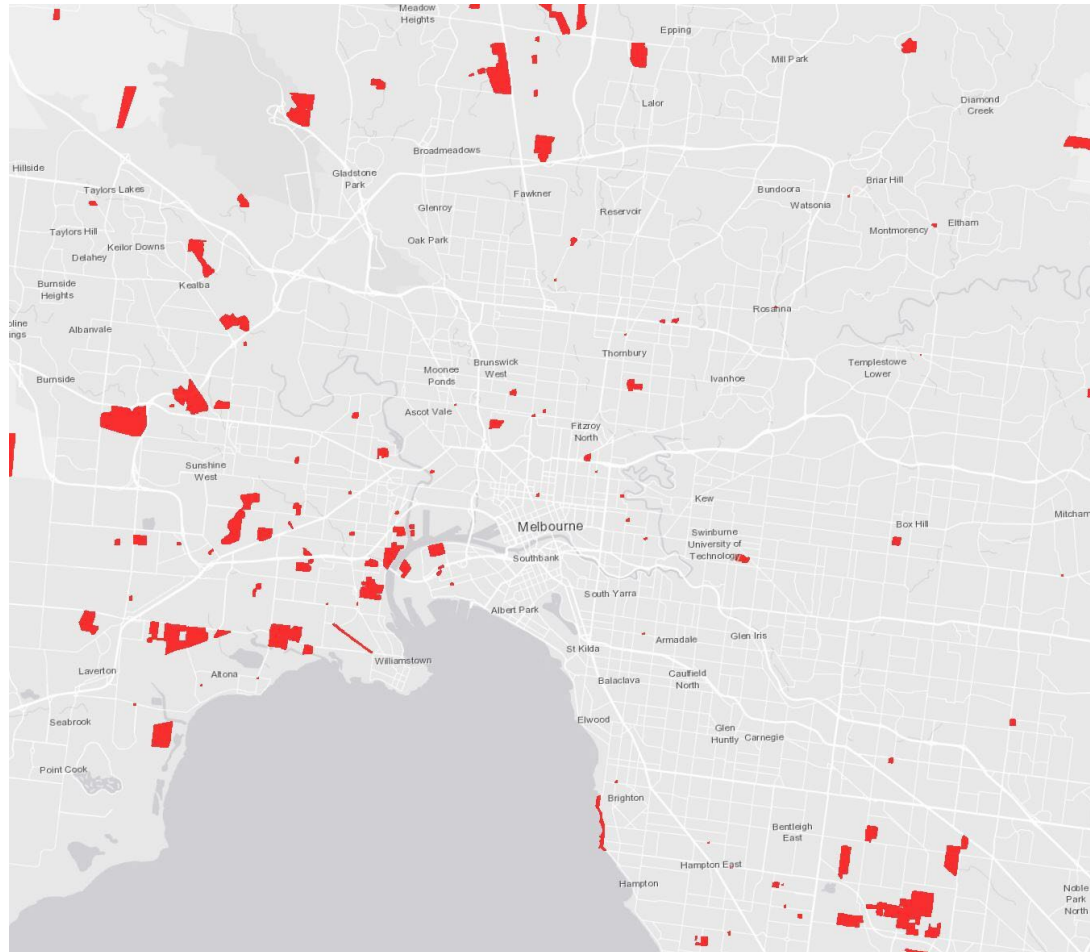 Meadow
Heights
Epping
Mill Park
Lalor
Diamond
Creek
Broadmeadows
Hillside
Gladstone
Park
Taylors Lakes
Fawkner
Bundoora
Briar Hill
Glenroy
Reservoir
Watsonia
Taylors Hill
Montmorency
Eltham
Keilor Downs
Oak Park
Delahey
Burnside
Heights
Kealba
Rosanna
oline
ings
Albanvale
Thornbury
Brunswick
West
Templestowe
Lower
Moonee
Ponds
Burnside
Ivanhoe
Ascot Vale
Fitzroy
North
Sunshine
West
Kew
Mitcham
Melbourne
Box Hill
Swinburne
University of
Technology
Southbank
South Yarra
Albert Park
Armadale
Glen Iris
St Kilda
Williamstown
Laverton
Altona
Caulfield
North
Balaclava
Seabrook
Elwood
Glen
Huntly
Carnegie
Point Cook
Brighton
Bentleigh
East
Hampton East
Hampton
Noble
Park
North